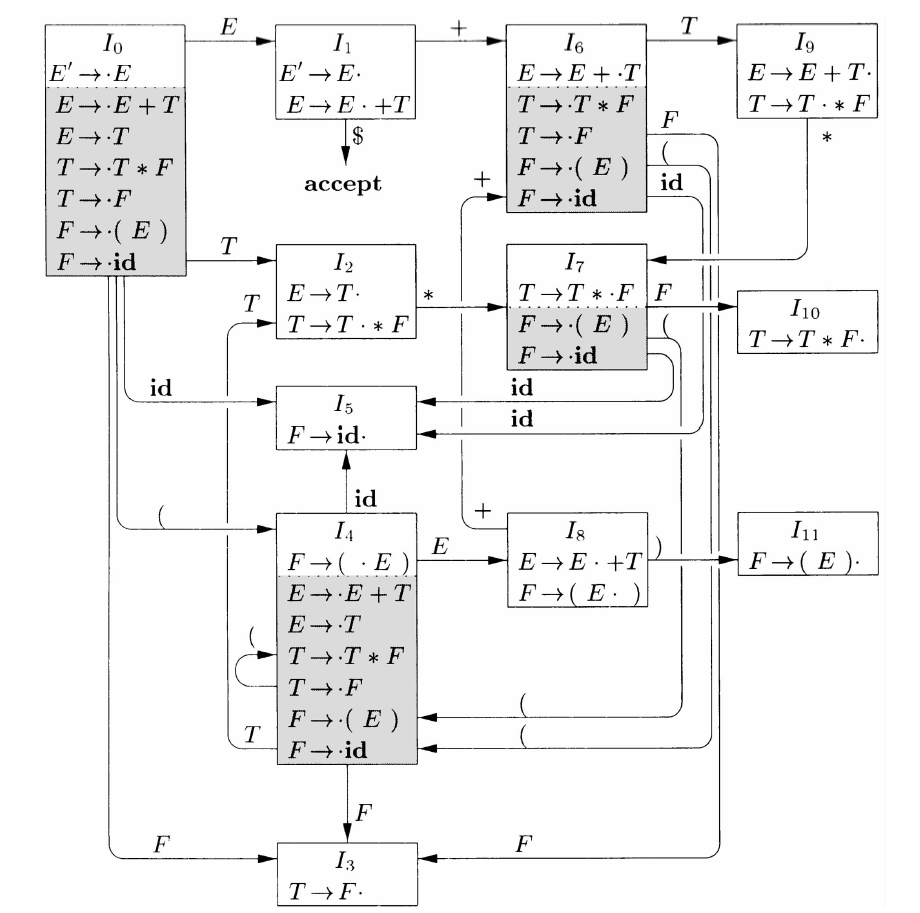 I₀
E′ → ·E
E → ·E + T
E → ·T
T → ·T * F
T → ·F
F → ·( E )
F → ·id
E
I₁
E′ → E·
E → E · +T
$
accept
+
I₆
E → E + ·T
T → ·T * F
T → ·F
F → ·( E )
F → ·id
T
I₉
E → E + T·
T → T · * F
F
(
id
*
+
T
I₂
E → T·
T → T · * F
T
*
I₇
T → T * ·F
F → ·( E )
F → ·id
F
(
I₁₀
T → T * F·
id
I₅
F → id·
id
id
id
(
I₄
F → ( · E )
E → ·E + T
E → ·T
T → ·T * F
T → ·F
F → ·( E )
F → ·id
E
+
I₈
E → E · +T
F → ( E · )
)
I₁₁
F → ( E )·
(
T
(
(
F
F
I₃
T → F·
F